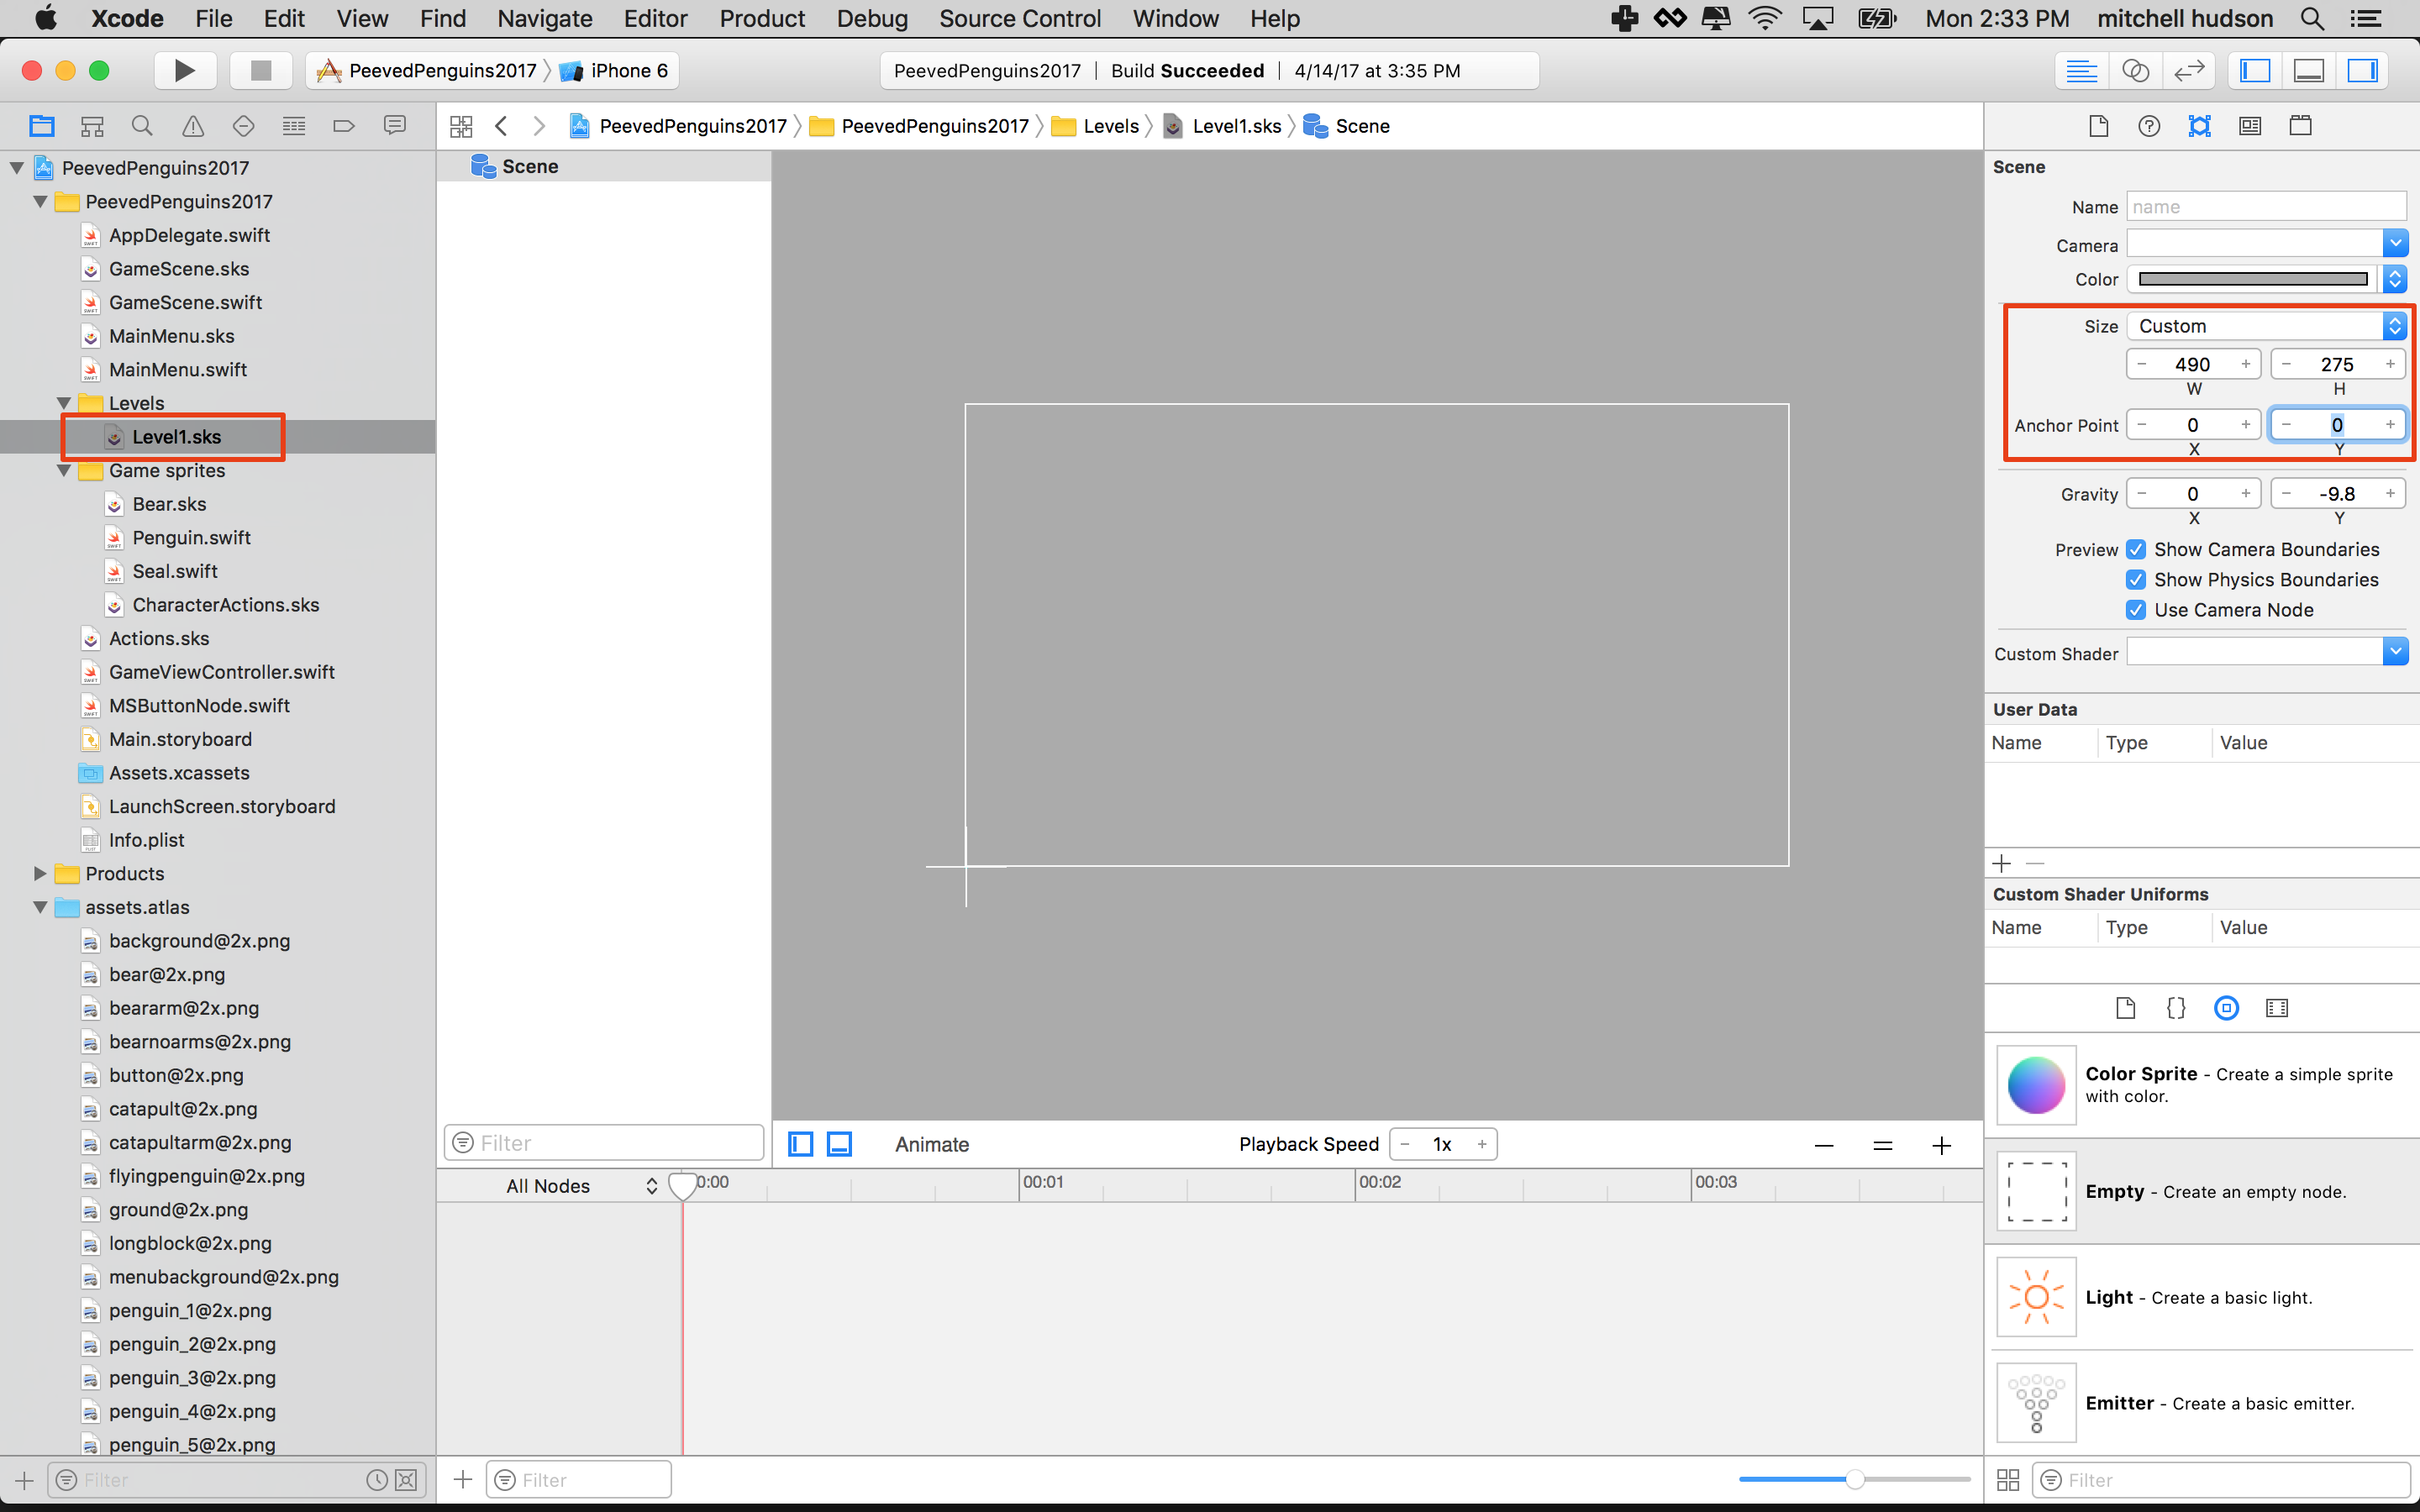 Xcode File Edit View Find Navigate Editor Product Debug Source Control Window Help Mon 2:33 PM mitchell hudson
PeevedPenguins2017 iPhone 6
PeevedPenguins2017 | Build Succeeded | 4/14/17 at 3:35 PM
PeevedPenguins2017 PeevedPenguins2017 Levels Level1.sks Scene
PeevedPenguins2017
PeevedPenguins2017
AppDelegate.swift
GameScene.sks
GameScene.swift
MainMenu.sks
MainMenu.swift
Levels
Level1.sks
Game sprites
Bear.sks
Penguin.swift
Seal.swift
CharacterActions.sks
Actions.sks
GameViewController.swift
MSButtonNode.swift
Main.storyboard
Assets.xcassets
LaunchScreen.storyboard
Info.plist
Products
assets.atlas
background@2x.png
bear@2x.png
beararm@2x.png
bearnoarms@2x.png
button@2x.png
catapult@2x.png
catapultarm@2x.png
flyingpenguin@2x.png
ground@2x.png
longblock@2x.png
menubackground@2x.png
penguin_1@2x.png
penguin_2@2x.png
penguin_3@2x.png
penguin_4@2x.png
penguin_5@2x.png
Filter
Scene
Filter
Animate
Playback Speed - 1x +
All Nodes
0:00 00:01 00:02 00:03
Filter
Scene
Name name
Camera
Color
Size Custom
- 490 + - 275 +
W H
Anchor Point - 0 + - 0 +
X Y
Gravity - 0 + - -9.8 +
X Y
Preview Show Camera Boundaries
Show Physics Boundaries
Use Camera Node
Custom Shader
User Data
Name Type Value
Custom Shader Uniforms
Name Type Value
Color Sprite - Create a simple sprite
with color.
Empty - Create an empty node.
Light - Create a basic light.
Emitter - Create a basic emitter.
Filter